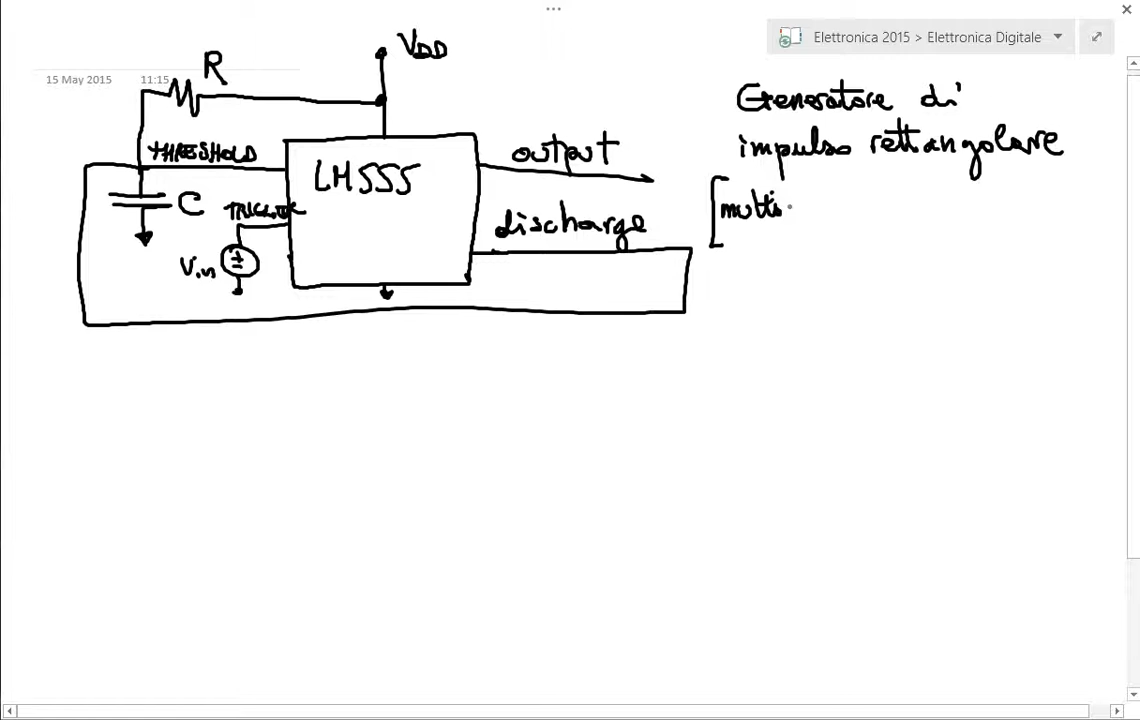 Elettronica 2015 > Elettronica Digitale
15 May 2015 11:15
R
VDD
THRESHOLD
C
TRIGGER
Vin
LM555
output
discharge
Generatore di
impulso rettangolare
[multi